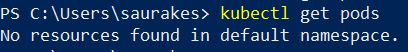 PS C:\Users\saurakes> kubectl get pods
No resources found in default namespace.